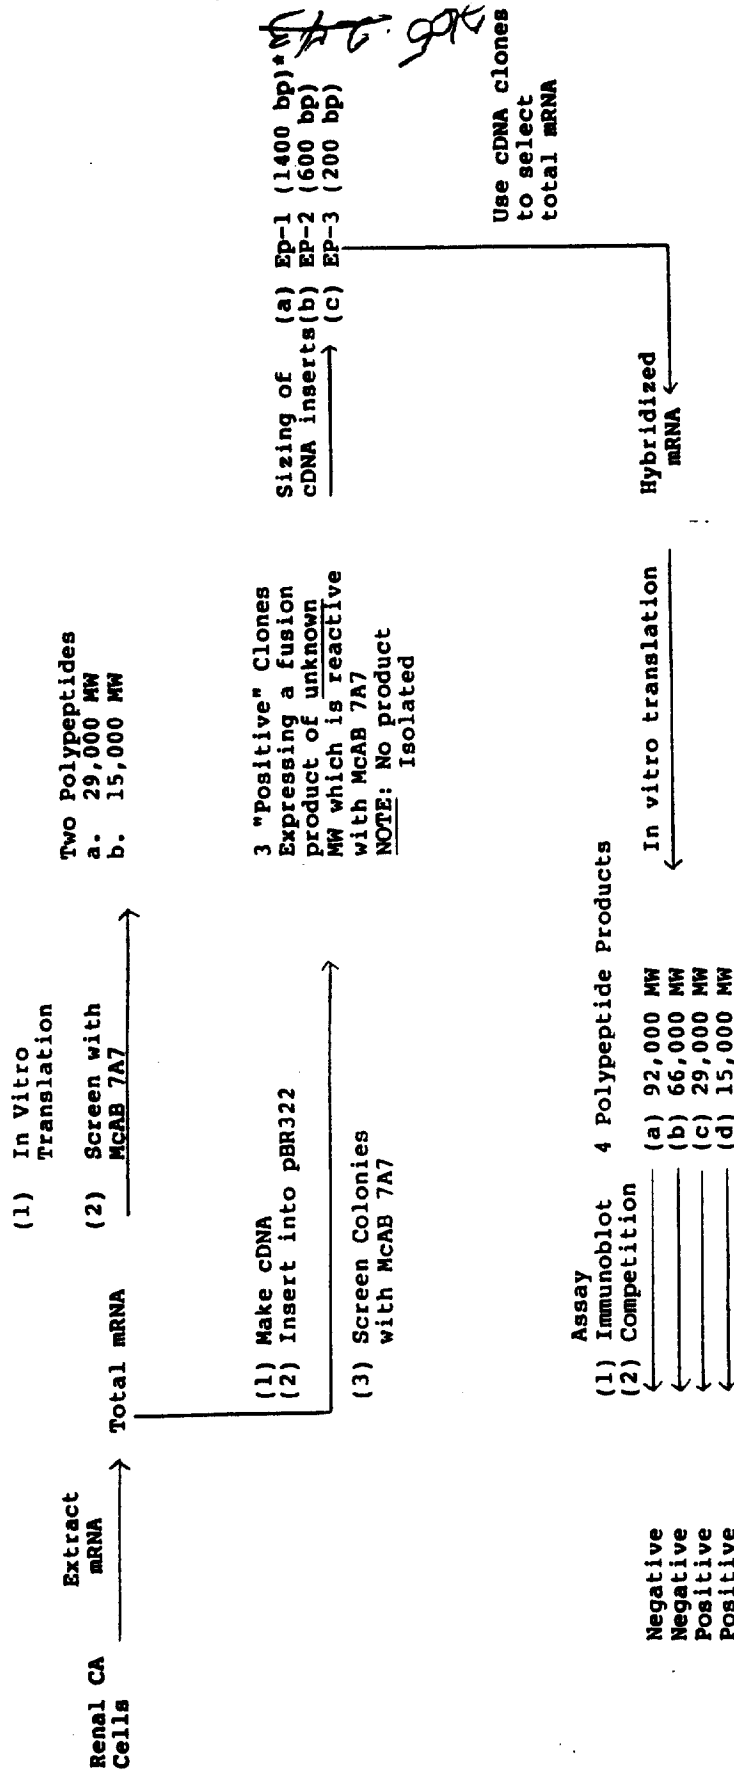 Renal CA
Cells
Extract
mRNA
Total mRNA
(1) In Vitro
Translation
(2) Screen with
McAB 7A7
Two Polypeptides
a. 29,000 MW
b. 15,000 MW
(1) Make cDNA
(2) Insert into pBR322
(3) Screen Colonies
with McAB 7A7
3 "Positive" Clones
Expressing a fusion
product of unknown
MW which is reactive
with McAB 7A7
NOTE: No product
Isolated
Sizing of
cDNA inserts
(a) Ep-1 (1400 bp)*
(b) EP-2 (600 bp)
(c) EP-3 (200 bp)
Use cDNA clones
to select
total mRNA
Hybridized
mRNA
In vitro translation
4 Polypeptide Products
(a) 92,000 MW
(b) 66,000 MW
(c) 29,000 MW
(d) 15,000 MW
Assay
(1) Immunoblot
(2) Competition
Negative
Negative
Positive
Positive